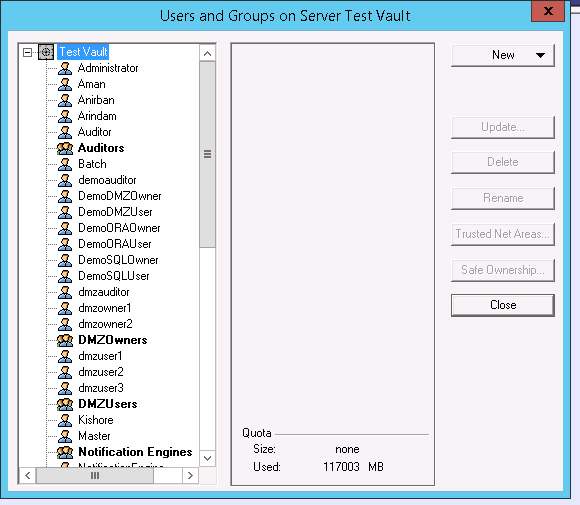 Users and Groups on Server Test Vault
x
Test Vault
Administrator
Aman
Anirban
Arindam
Auditor
Auditors
Batch
demoauditor
DemoDMZOwner
DemoDMZUser
DemoORAOwner
DemoORAUser
DemoSQLOwner
DemoSQLUser
dmzauditor
dmzowner1
dmzowner2
DMZOwners
dmzuser1
dmzuser2
dmzuser3
DMZUsers
Kishore
Master
Notification Engines
NotificationEngine
Quota
Size: none
Used: 117003 MB
New
Update...
Delete
Rename
Trusted Net Areas...
Safe Ownership...
Close